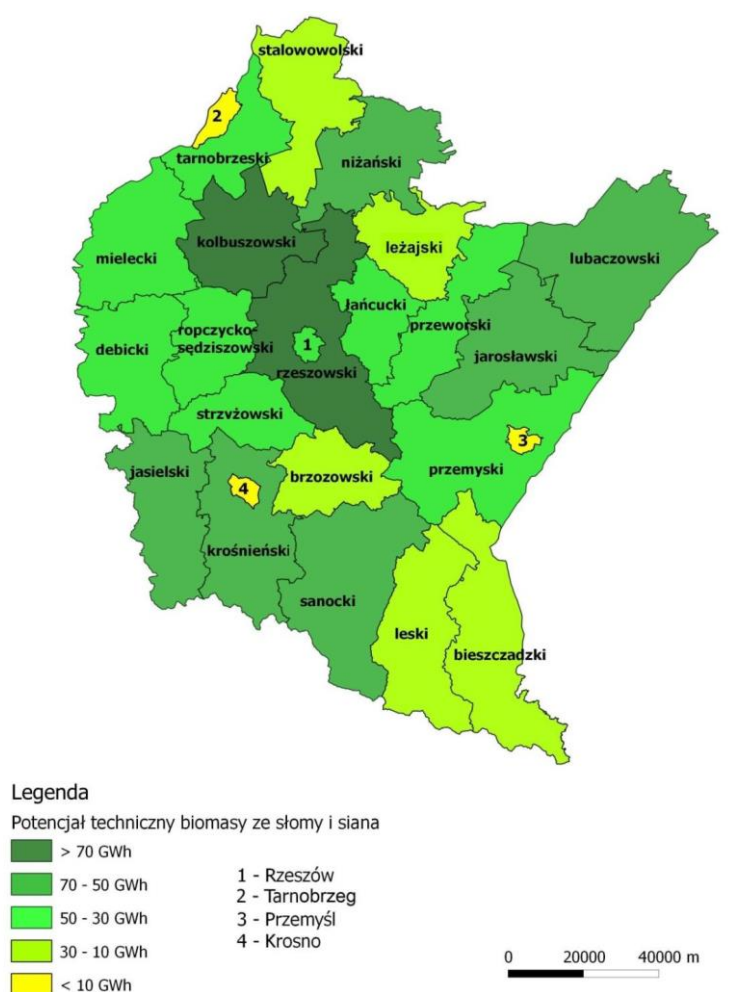 stalowowolski
2
tarnobrzeski
niżański
kolbuszowski
leżajski
mielecki
lubaczowski
łańcucki
ropczycko-
sędziszowski
przeworski
debicki
1
jarosławski
rzeszowski
strzyżowski
3
jasielski
brzozowski
przemyski
4
krośnieński
sanocki
leski
bieszczadzki
Legenda
Potencjał techniczny biomasy ze słomy i siana
> 70 GWh
70 - 50 GWh
50 - 30 GWh
30 - 10 GWh
< 10 GWh
1 - Rzeszów
2 - Tarnobrzeg
3 - Przemyśl
4 - Krosno
0 20000 40000 m